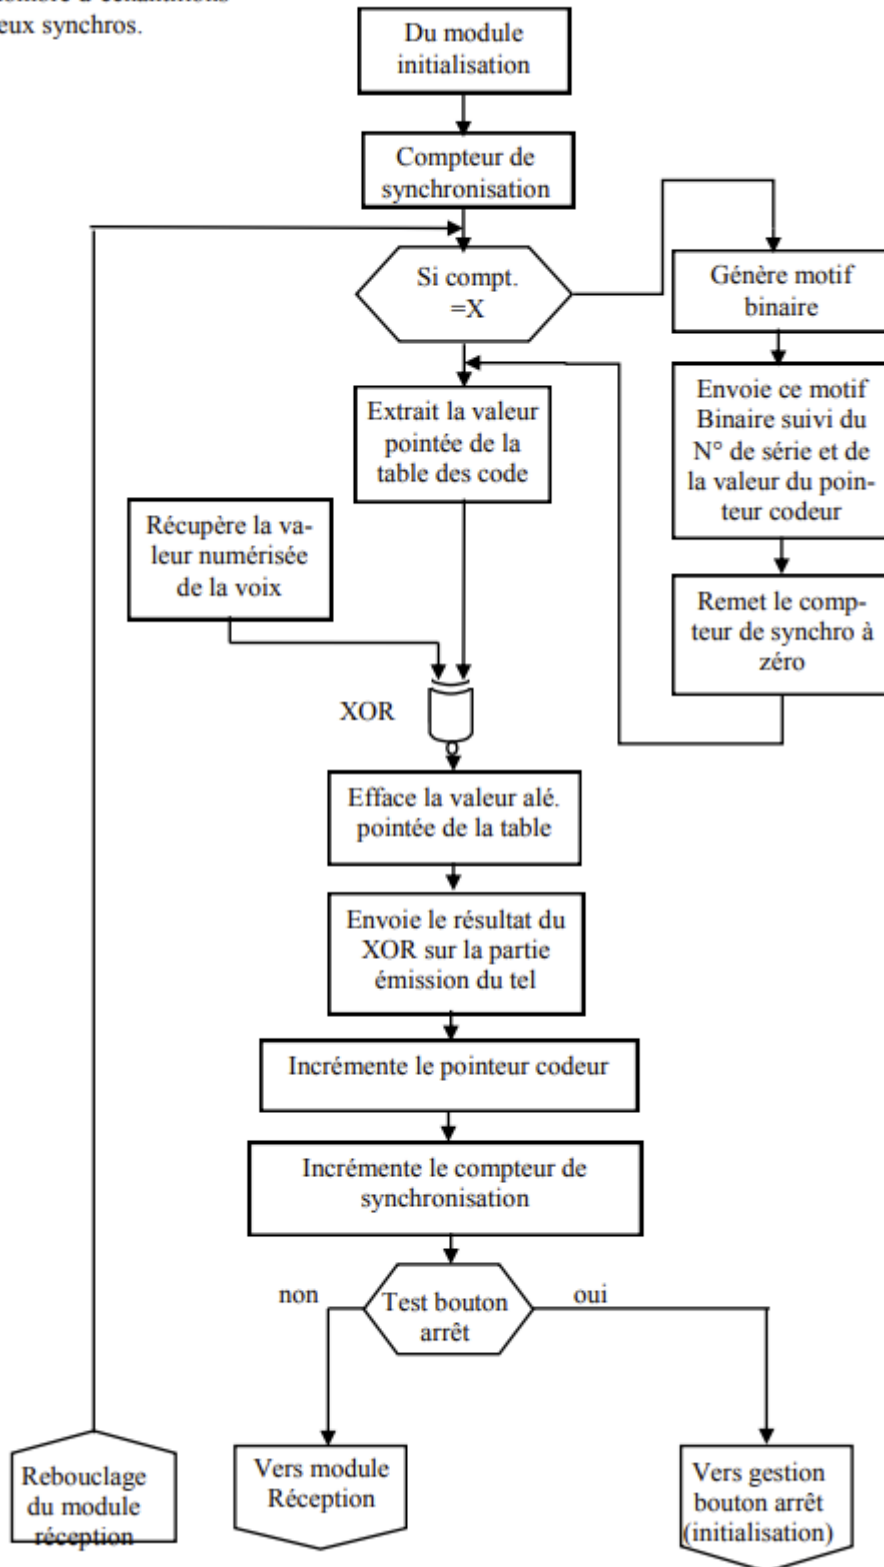 eux synchros.
Du module
initialisation
Compteur de
synchronisation
Si compt.
=X
Génère motif
binaire
Envoie ce motif
Binaire suivi du
N° de série et de
la valeur du poin-
teur codeur
Remet le comp-
teur de synchro à
zéro
Extrait la valeur
pointée de la
table des code
Récupère la va-
leur numérisée
de la voix
XOR
Efface la valeur alé.
pointée de la table
Envoie le résultat du
XOR sur la partie
émission du tel
Incrémente le pointeur codeur
Incrémente le compteur de
synchronisation
non
Test bouton
arrêt
oui
Rebouclage
du module
réception
Vers module
Réception
Vers gestion
bouton arrêt
(initialisation)